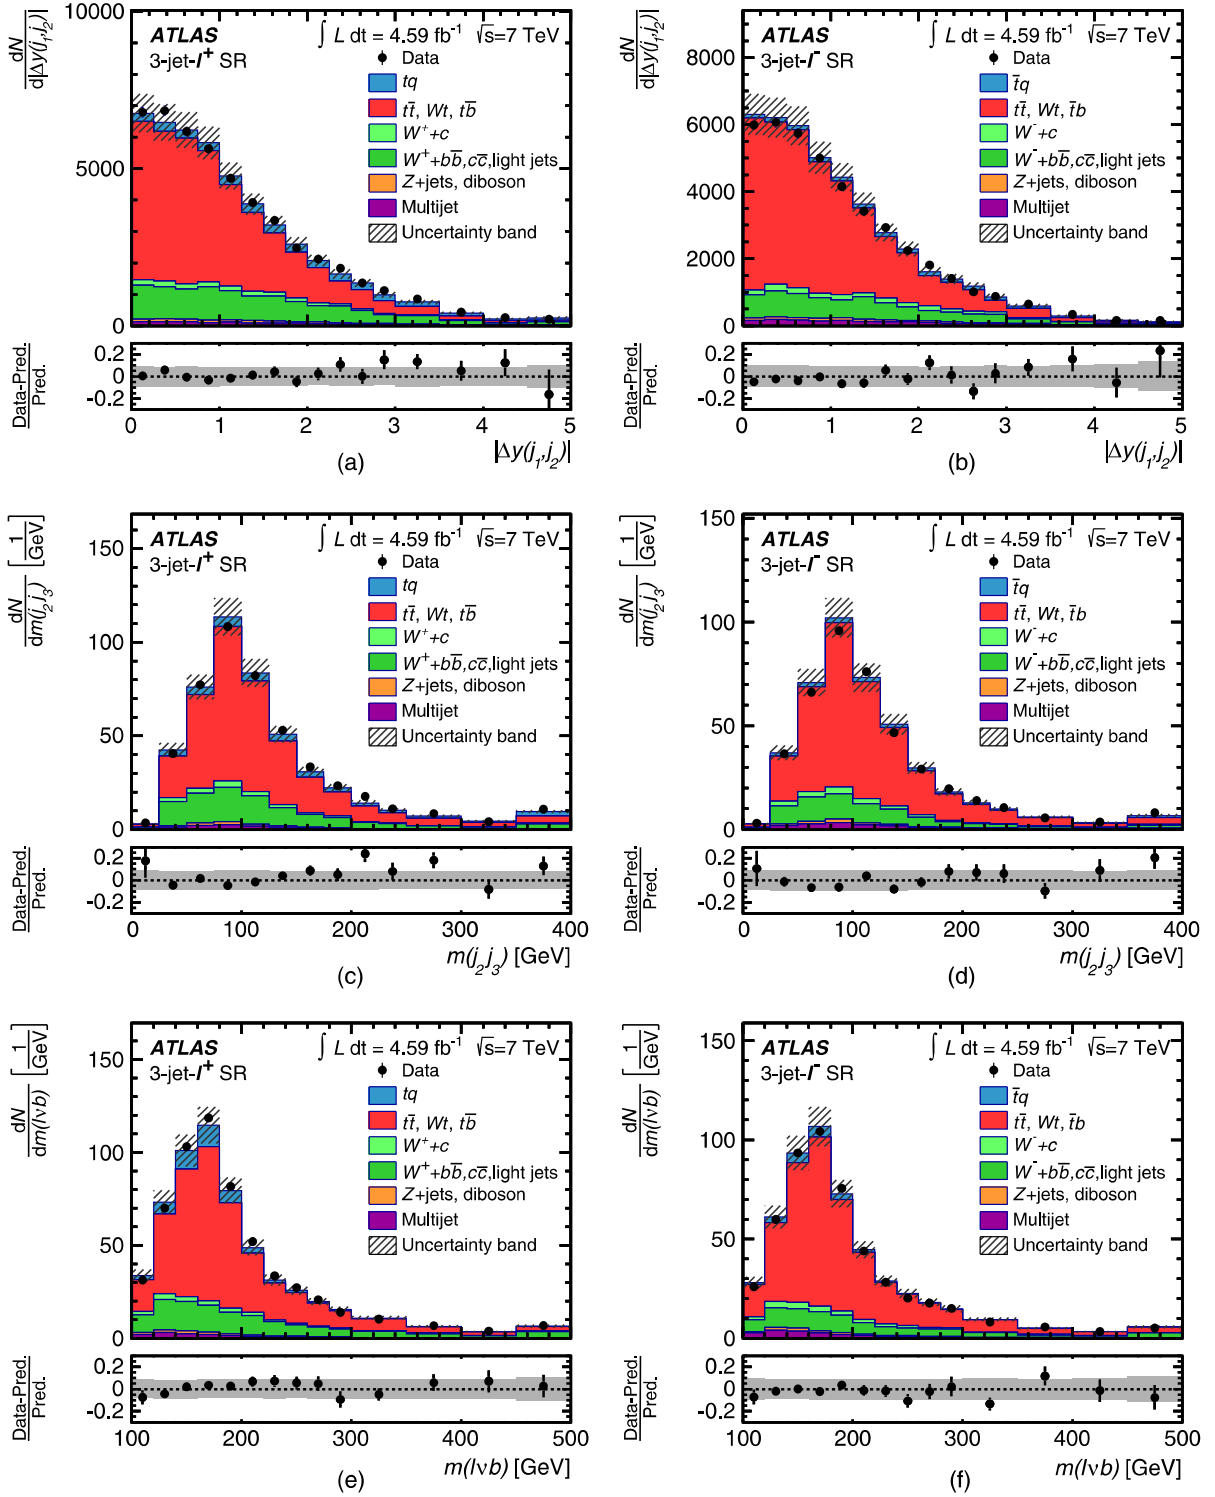 dN
d|Δy(j₁,j₂)|
10000
5000
0
ATLAS
3-jet-l⁺ SR
∫ L dt = 4.59 fb⁻¹ √s=7 TeV
Data
tq
tt̄, Wt, tb̄
W⁺+c
W⁺+bb̄,cc̄,light jets
Z+jets, diboson
Multijet
Uncertainty band
Data-Pred.
Pred.
0.2
0
-0.2
0 1 2 3 4 5
|Δy(j₁,j₂)|
(a)
dN
d|Δy(j₁,j₂)|
8000
6000
4000
2000
0
ATLAS
3-jet-l⁻ SR
∫ L dt = 4.59 fb⁻¹ √s=7 TeV
Data
t̄q
tt̄, Wt, t̄b
W⁻+c
W⁻+bb̄,cc̄,light jets
Z+jets, diboson
Multijet
Uncertainty band
Data-Pred.
Pred.
0.2
0
-0.2
0 1 2 3 4 5
|Δy(j₁,j₂)|
(b)
dN
dm(j₂j₃)
[1/GeV]
150
100
50
0
ATLAS
3-jet-l⁺ SR
∫ L dt = 4.59 fb⁻¹ √s=7 TeV
Data
tq
tt̄, Wt, tb̄
W⁺+c
W⁺+bb̄,cc̄,light jets
Z+jets, diboson
Multijet
Uncertainty band
Data-Pred.
Pred.
0.2
0
-0.2
0 100 200 300 400
m(j₂j₃) [GeV]
(c)
dN
dm(j₂j₃)
[1/GeV]
150
100
50
0
ATLAS
3-jet-l⁻ SR
∫ L dt = 4.59 fb⁻¹ √s=7 TeV
Data
t̄q
tt̄, Wt, t̄b
W⁻+c
W⁻+bb̄,cc̄,light jets
Z+jets, diboson
Multijet
Uncertainty band
Data-Pred.
Pred.
0.2
0
-0.2
0 100 200 300 400
m(j₂j₃) [GeV]
(d)
dN
dm(lνb)
[1/GeV]
150
100
50
0
ATLAS
3-jet-l⁺ SR
∫ L dt = 4.59 fb⁻¹ √s=7 TeV
Data
tq
tt̄, Wt, tb̄
W⁺+c
W⁺+bb̄,cc̄,light jets
Z+jets, diboson
Multijet
Uncertainty band
Data-Pred.
Pred.
0.2
0
-0.2
100 200 300 400 500
m(lνb) [GeV]
(e)
dN
dm(lνb)
[1/GeV]
150
100
50
0
ATLAS
3-jet-l⁻ SR
∫ L dt = 4.59 fb⁻¹ √s=7 TeV
Data
t̄q
tt̄, Wt, t̄b
W⁻+c
W⁻+bb̄,cc̄,light jets
Z+jets, diboson
Multijet
Uncertainty band
Data-Pred.
Pred.
0.2
0
-0.2
100 200 300 400 500
m(lνb) [GeV]
(f)